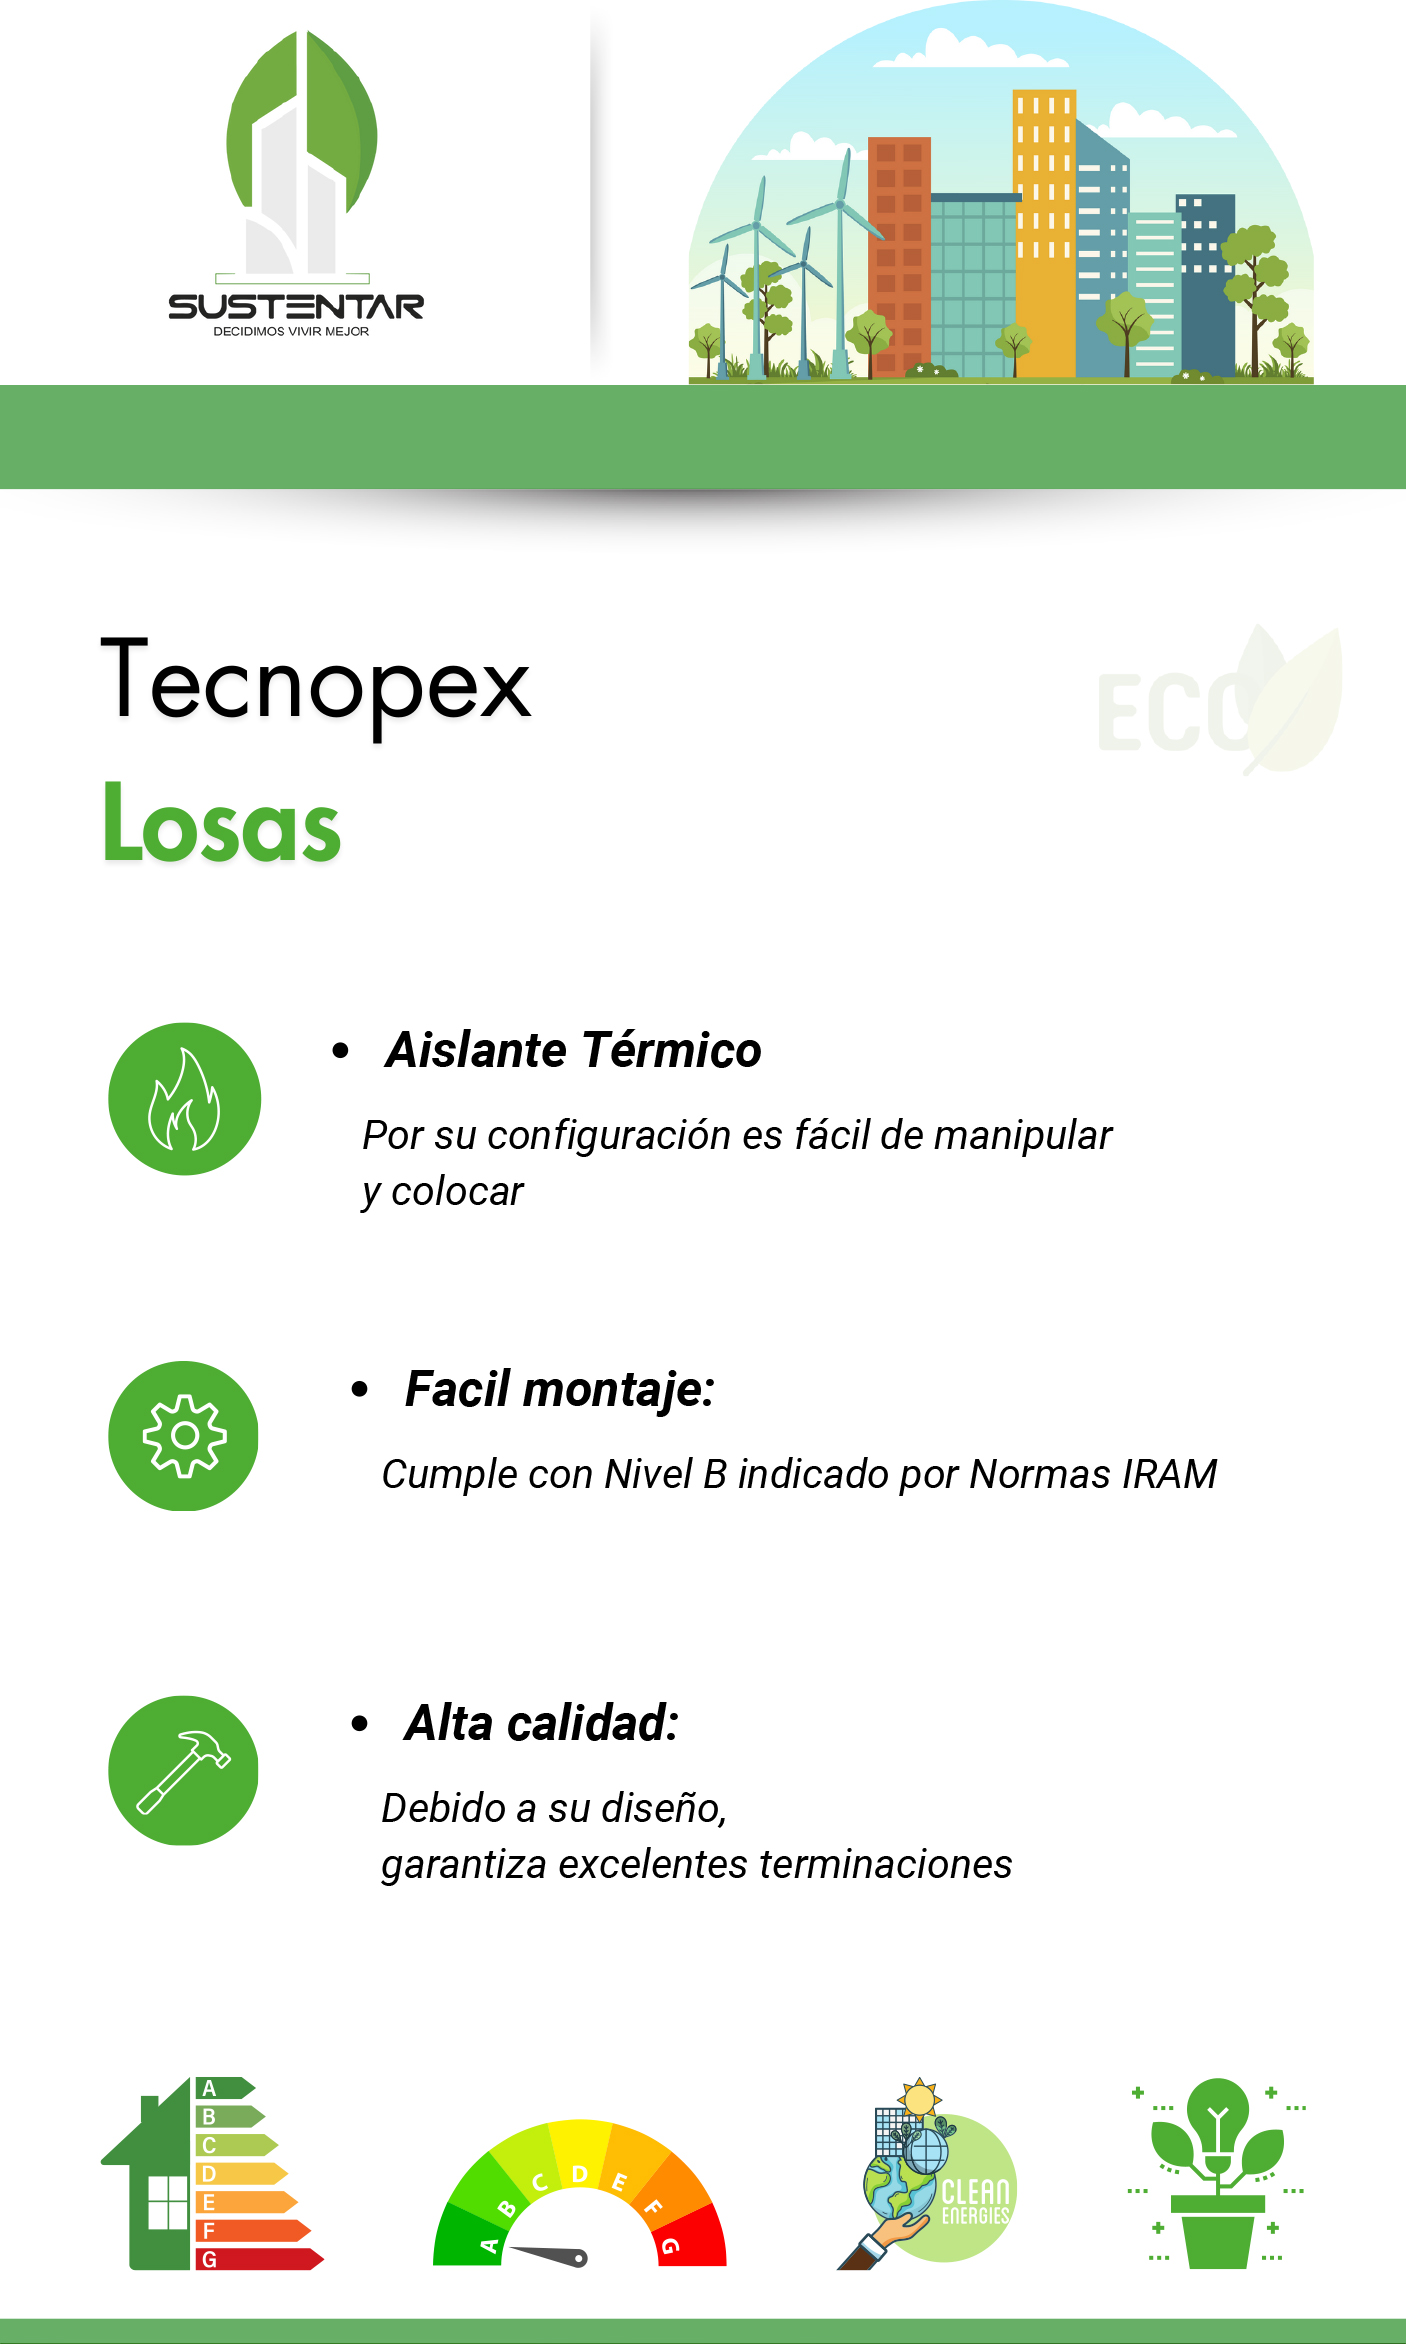 SUSTENTAR
DECIDIMOS VIVIR MEJOR
Tecnopex
ECO
Losas
• Aislante Térmico
Por su configuración es fácil de manipular
y colocar
• Facil montaje:
Cumple con Nivel B indicado por Normas IRAM
• Alta calidad:
Debido a su diseño,
garantiza excelentes terminaciones
A
B
C
D
E
F
G
A
B
C
D
E
F
G
CLEAN
ENERGIES